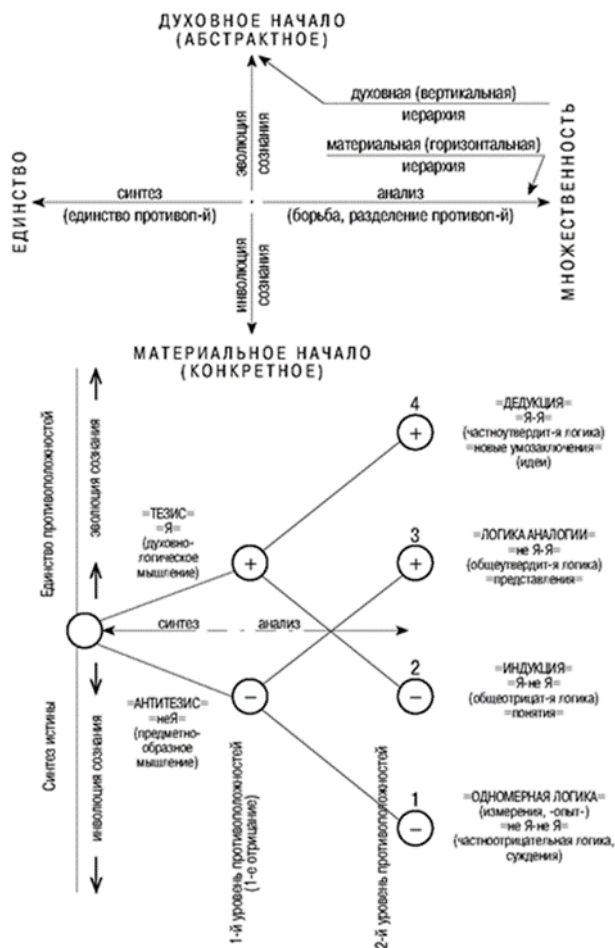 ДУХОВНОЕ НАЧАЛО
(АБСТРАКТНОЕ)
духовная (вертикальная)
иерархия
материальная (горизонтальная)
иерархия
эволюция
сознания
ЕДИНСТВО
МНОЖЕСТВЕННОСТЬ
синтез
(единство противоп-й)
анализ
(борьба, разделение противоп-й)
инволюция
сознания
МАТЕРИАЛЬНОЕ НАЧАЛО
(КОНКРЕТНОЕ)
Единство противоположностей
эволюция сознания
Синтез истины
инволюция сознания
=ТЕЗИС=
=Я=
(духовно-
логическое
мышление)
+
синтез
анализ
=АНТИТЕЗИС=
=неЯ=
(предметно-
образное
мышление)
−
1-й уровень противоположностей
(1-е отрицание)
2-й уровень противоположностей
4
+
=ДЕДУКЦИЯ=
=Я-Я=
(частноутвердит-я логика)
=новые умозаключения=
(идеи)
3
+
=ЛОГИКА АНАЛОГИИ=
=не Я-Я=
(общеутвердит-я логика)
=представления=
2
−
=ИНДУКЦИЯ=
=Я-не Я=
(общеотрицат-я логика)
=понятия=
1
−
=ОДНОМЕРНАЯ ЛОГИКА=
(измерения, -опыт-)
=не Я-не Я=
(частноотрицательная логика,
суждения)